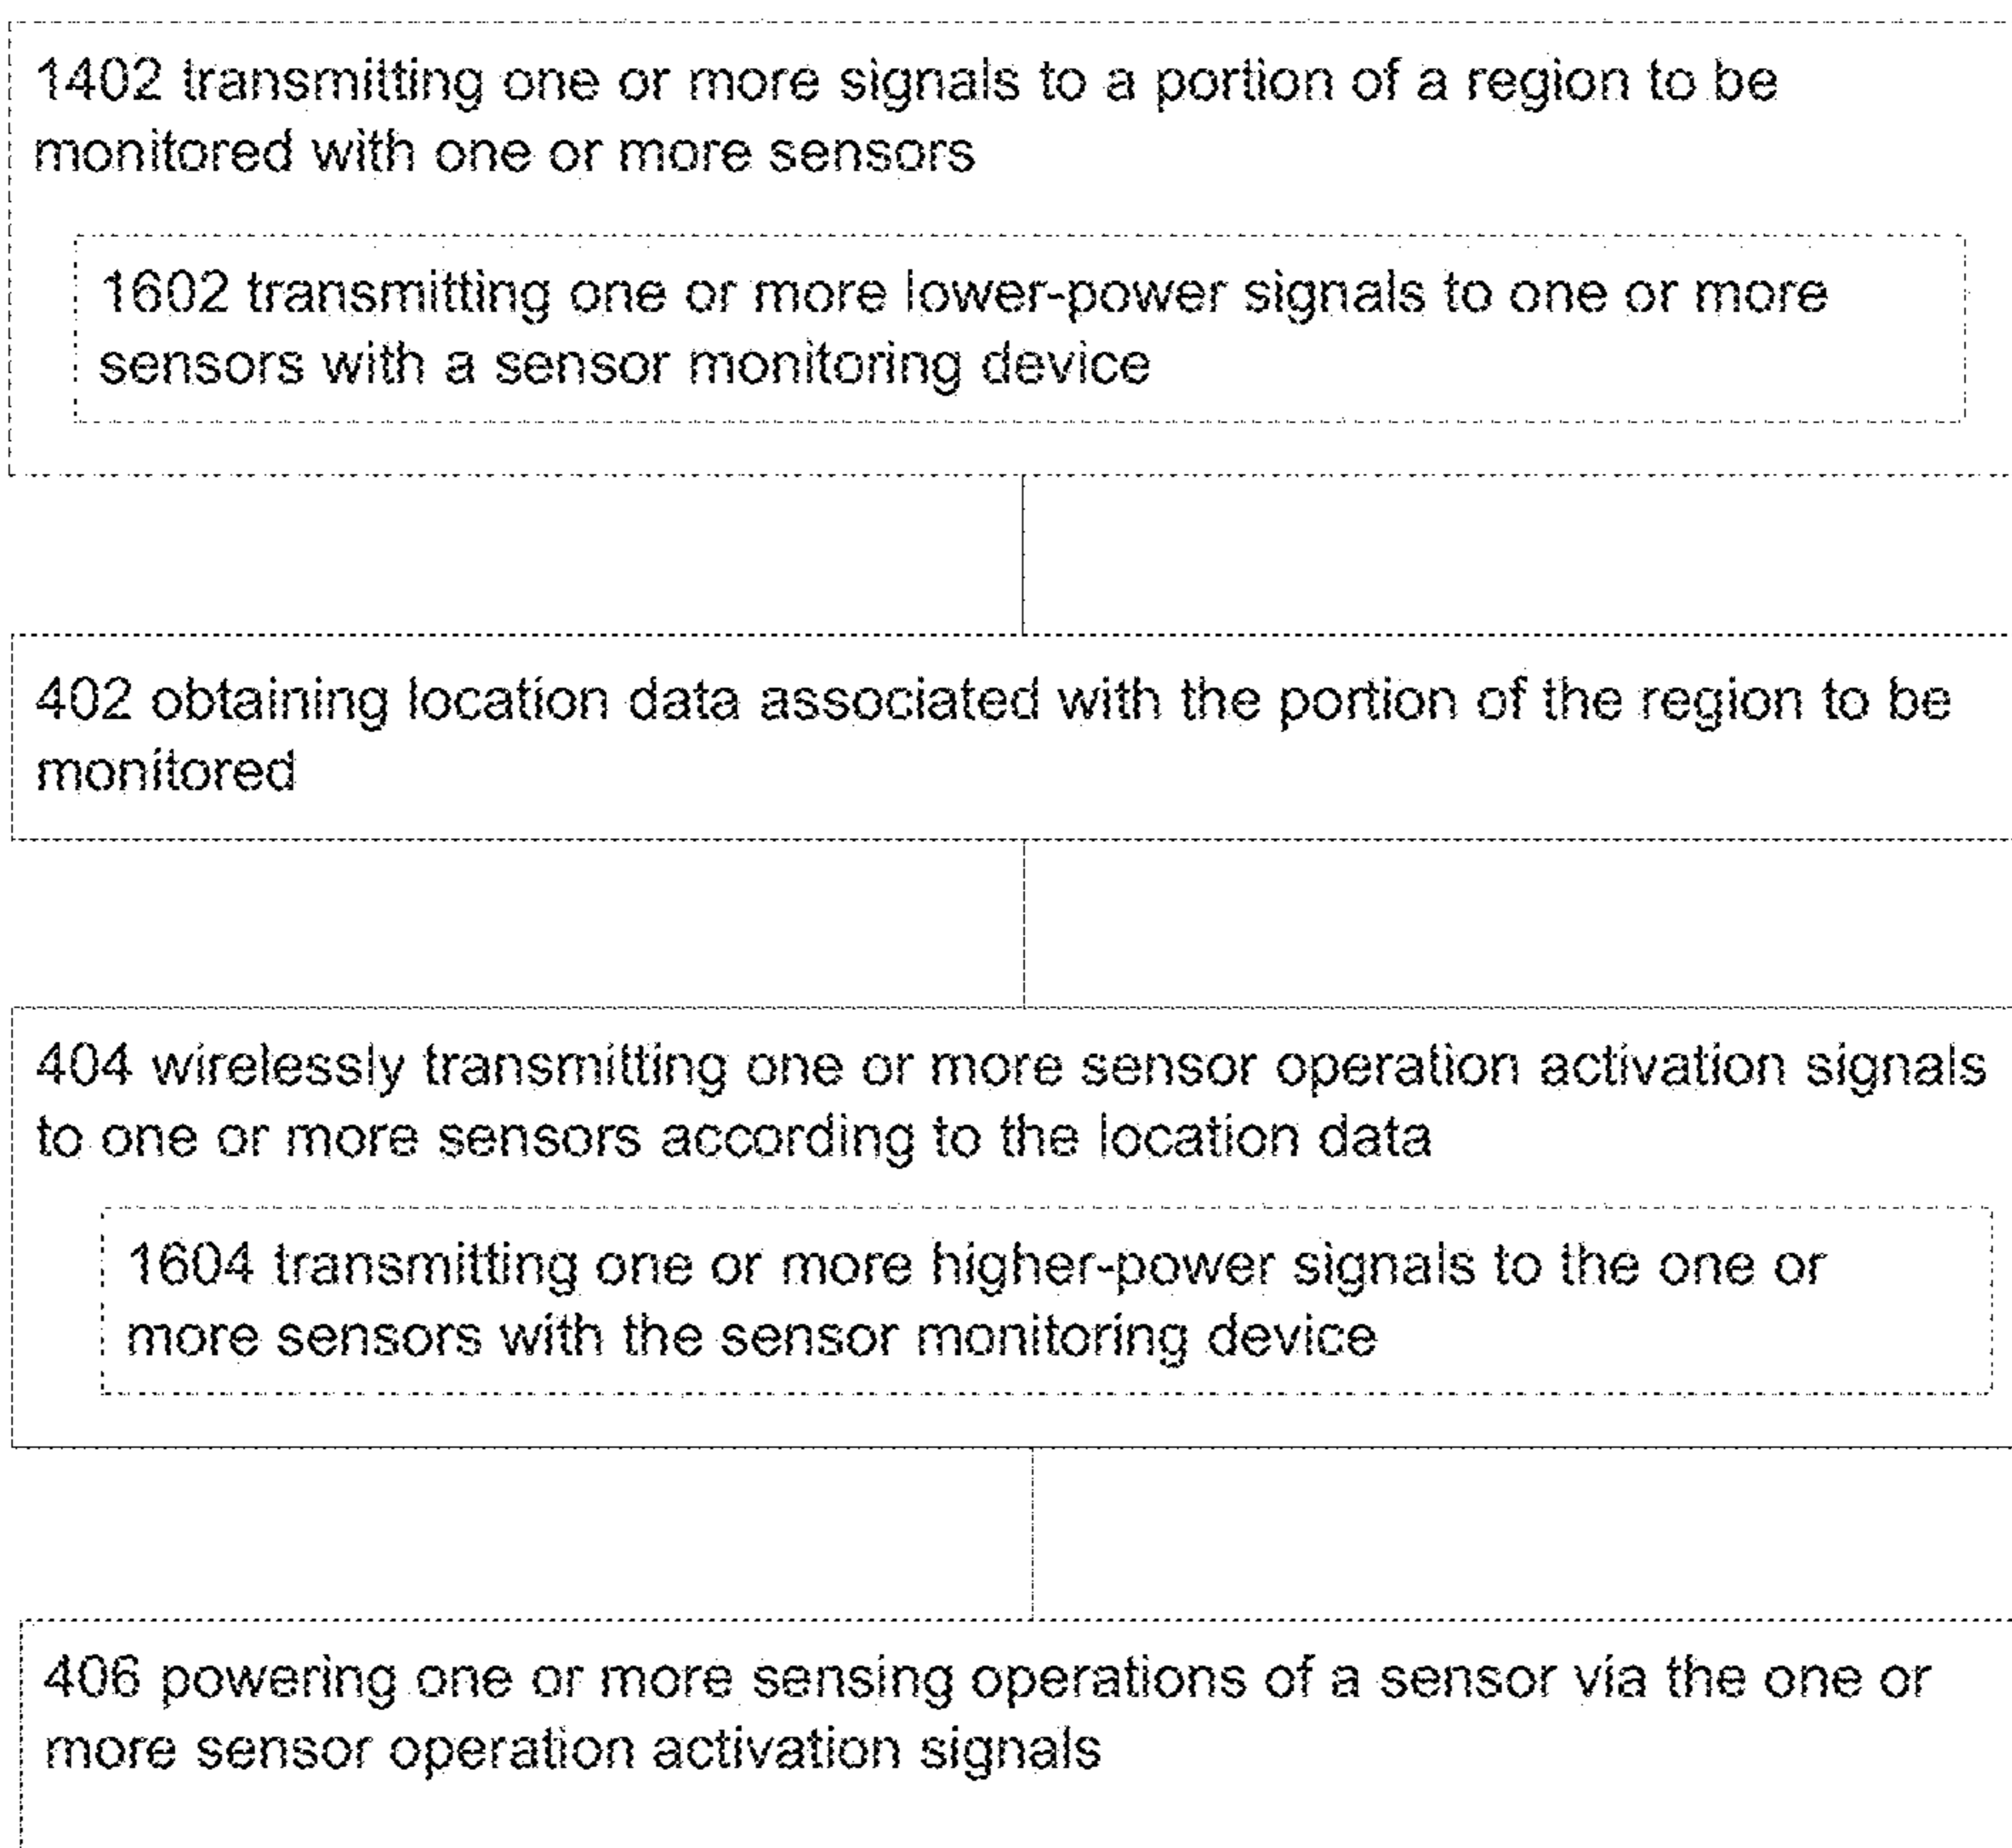 1402 transmitting one or more signals to a portion of a region to be
monitored with one or more sensors
1602 transmitting one or more lower-power signals to one or more
sensors with a sensor monitoring device
402 obtaining location data associated with the portion of the region to be
monitored
404 wirelessly transmitting one or more sensor operation activation signals
to one or more sensors according to the location data
1604 transmitting one or more higher-power signals to the one or
more sensors with the sensor monitoring device
406 powering one or more sensing operations of a sensor via the one or
more sensor operation activation signals